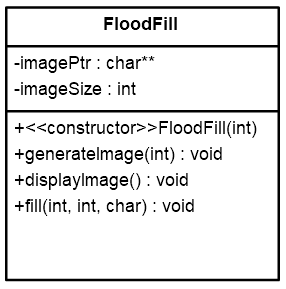 FloodFill
-imagePtr : char**
-imageSize : int
+<<constructor>>FloodFill(int)
+generateImage(int) : void
+displayImage() : void
+fill(int, int, char) : void